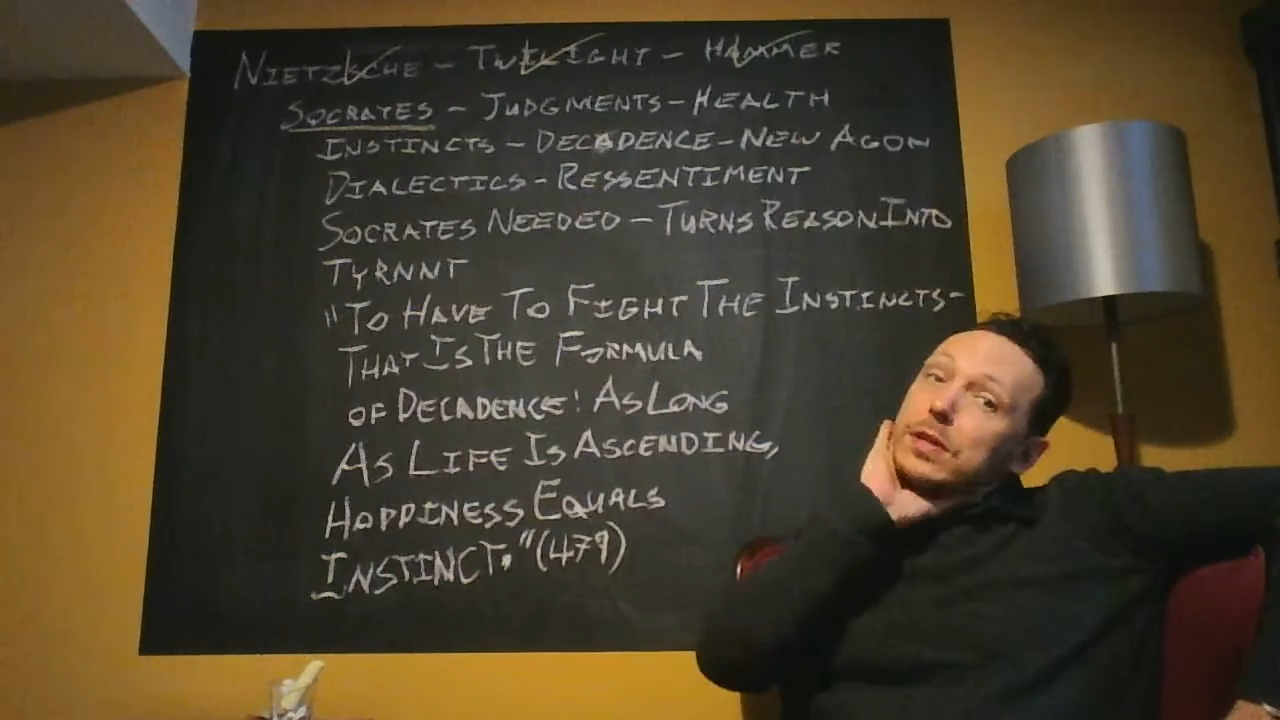 NIETZSCHE - TWILIGHT - HAMMER
SOCRATES - JUDGMENTS - HEALTH
INSTINCTS - DECADENCE - NEW AGON
DIALECTICS - RESSENTIMENT
SOCRATES NEEDED - TURNS REASON INTO
TYRNNT
"TO HAVE TO FIGHT THE INSTINCTS-
THAT IS THE FORMULA
OF DECADENCE: AS LONG
AS LIFE IS ASCENDING,
HAPPINESS EQUALS
INSTINCT." (479)